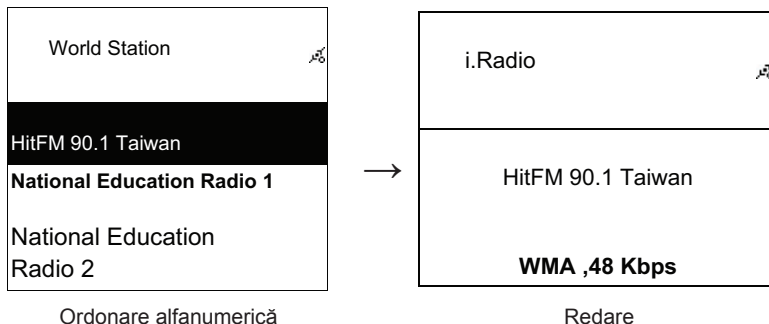 World Station
HitFM 90.1 Taiwan
National Education Radio 1
National Education
Radio 2
Ordonare alfanumerică
→
i.Radio
HitFM 90.1 Taiwan
WMA ,48 Kbps
Redare